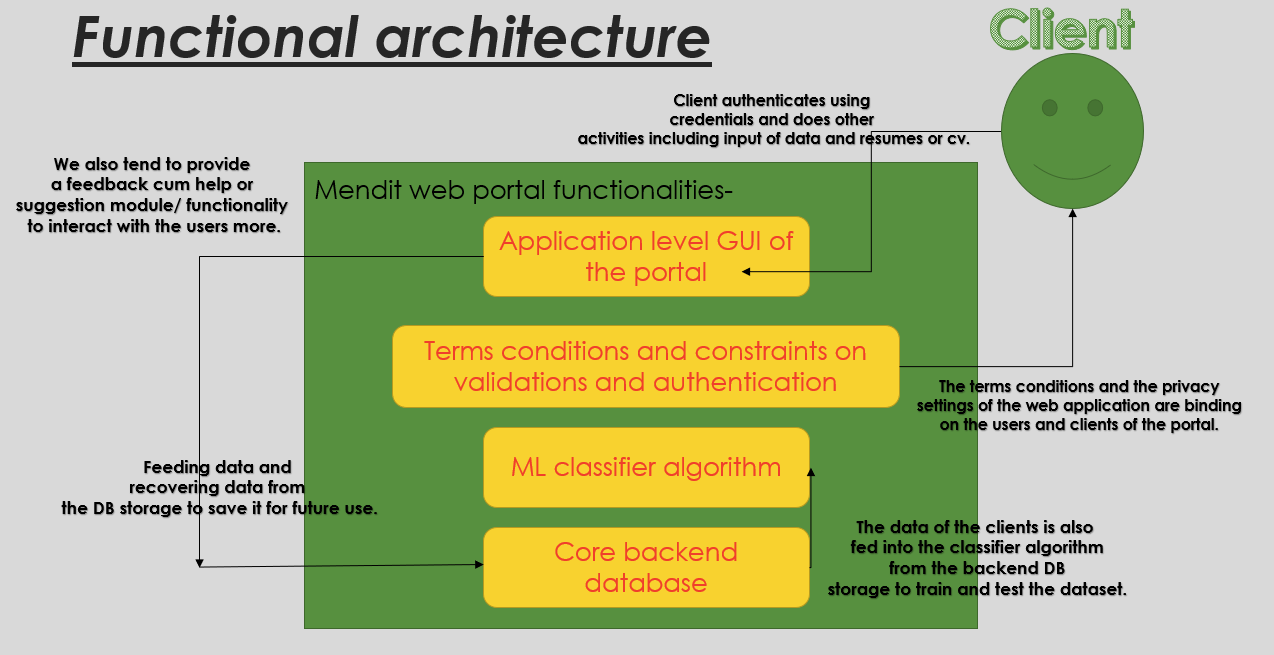 Functional architecture
Client
Client authenticates using
credentials and does other
activities including input of data and resumes or cv.
We also tend to provide
a feedback cum help or
suggestion module/ functionality
to interact with the users more.
Mendit web portal functionalities-
Application level GUI of
the portal
Terms conditions and constraints on
validations and authentication
The terms conditions and the privacy
settings of the web application are binding
on the users and clients of the portal.
ML classifier algorithm
Feeding data and
recovering data from
the DB storage to save it for future use.
Core backend
database
The data of the clients is also
fed into the classifier algorithm
from the backend DB
storage to train and test the dataset.